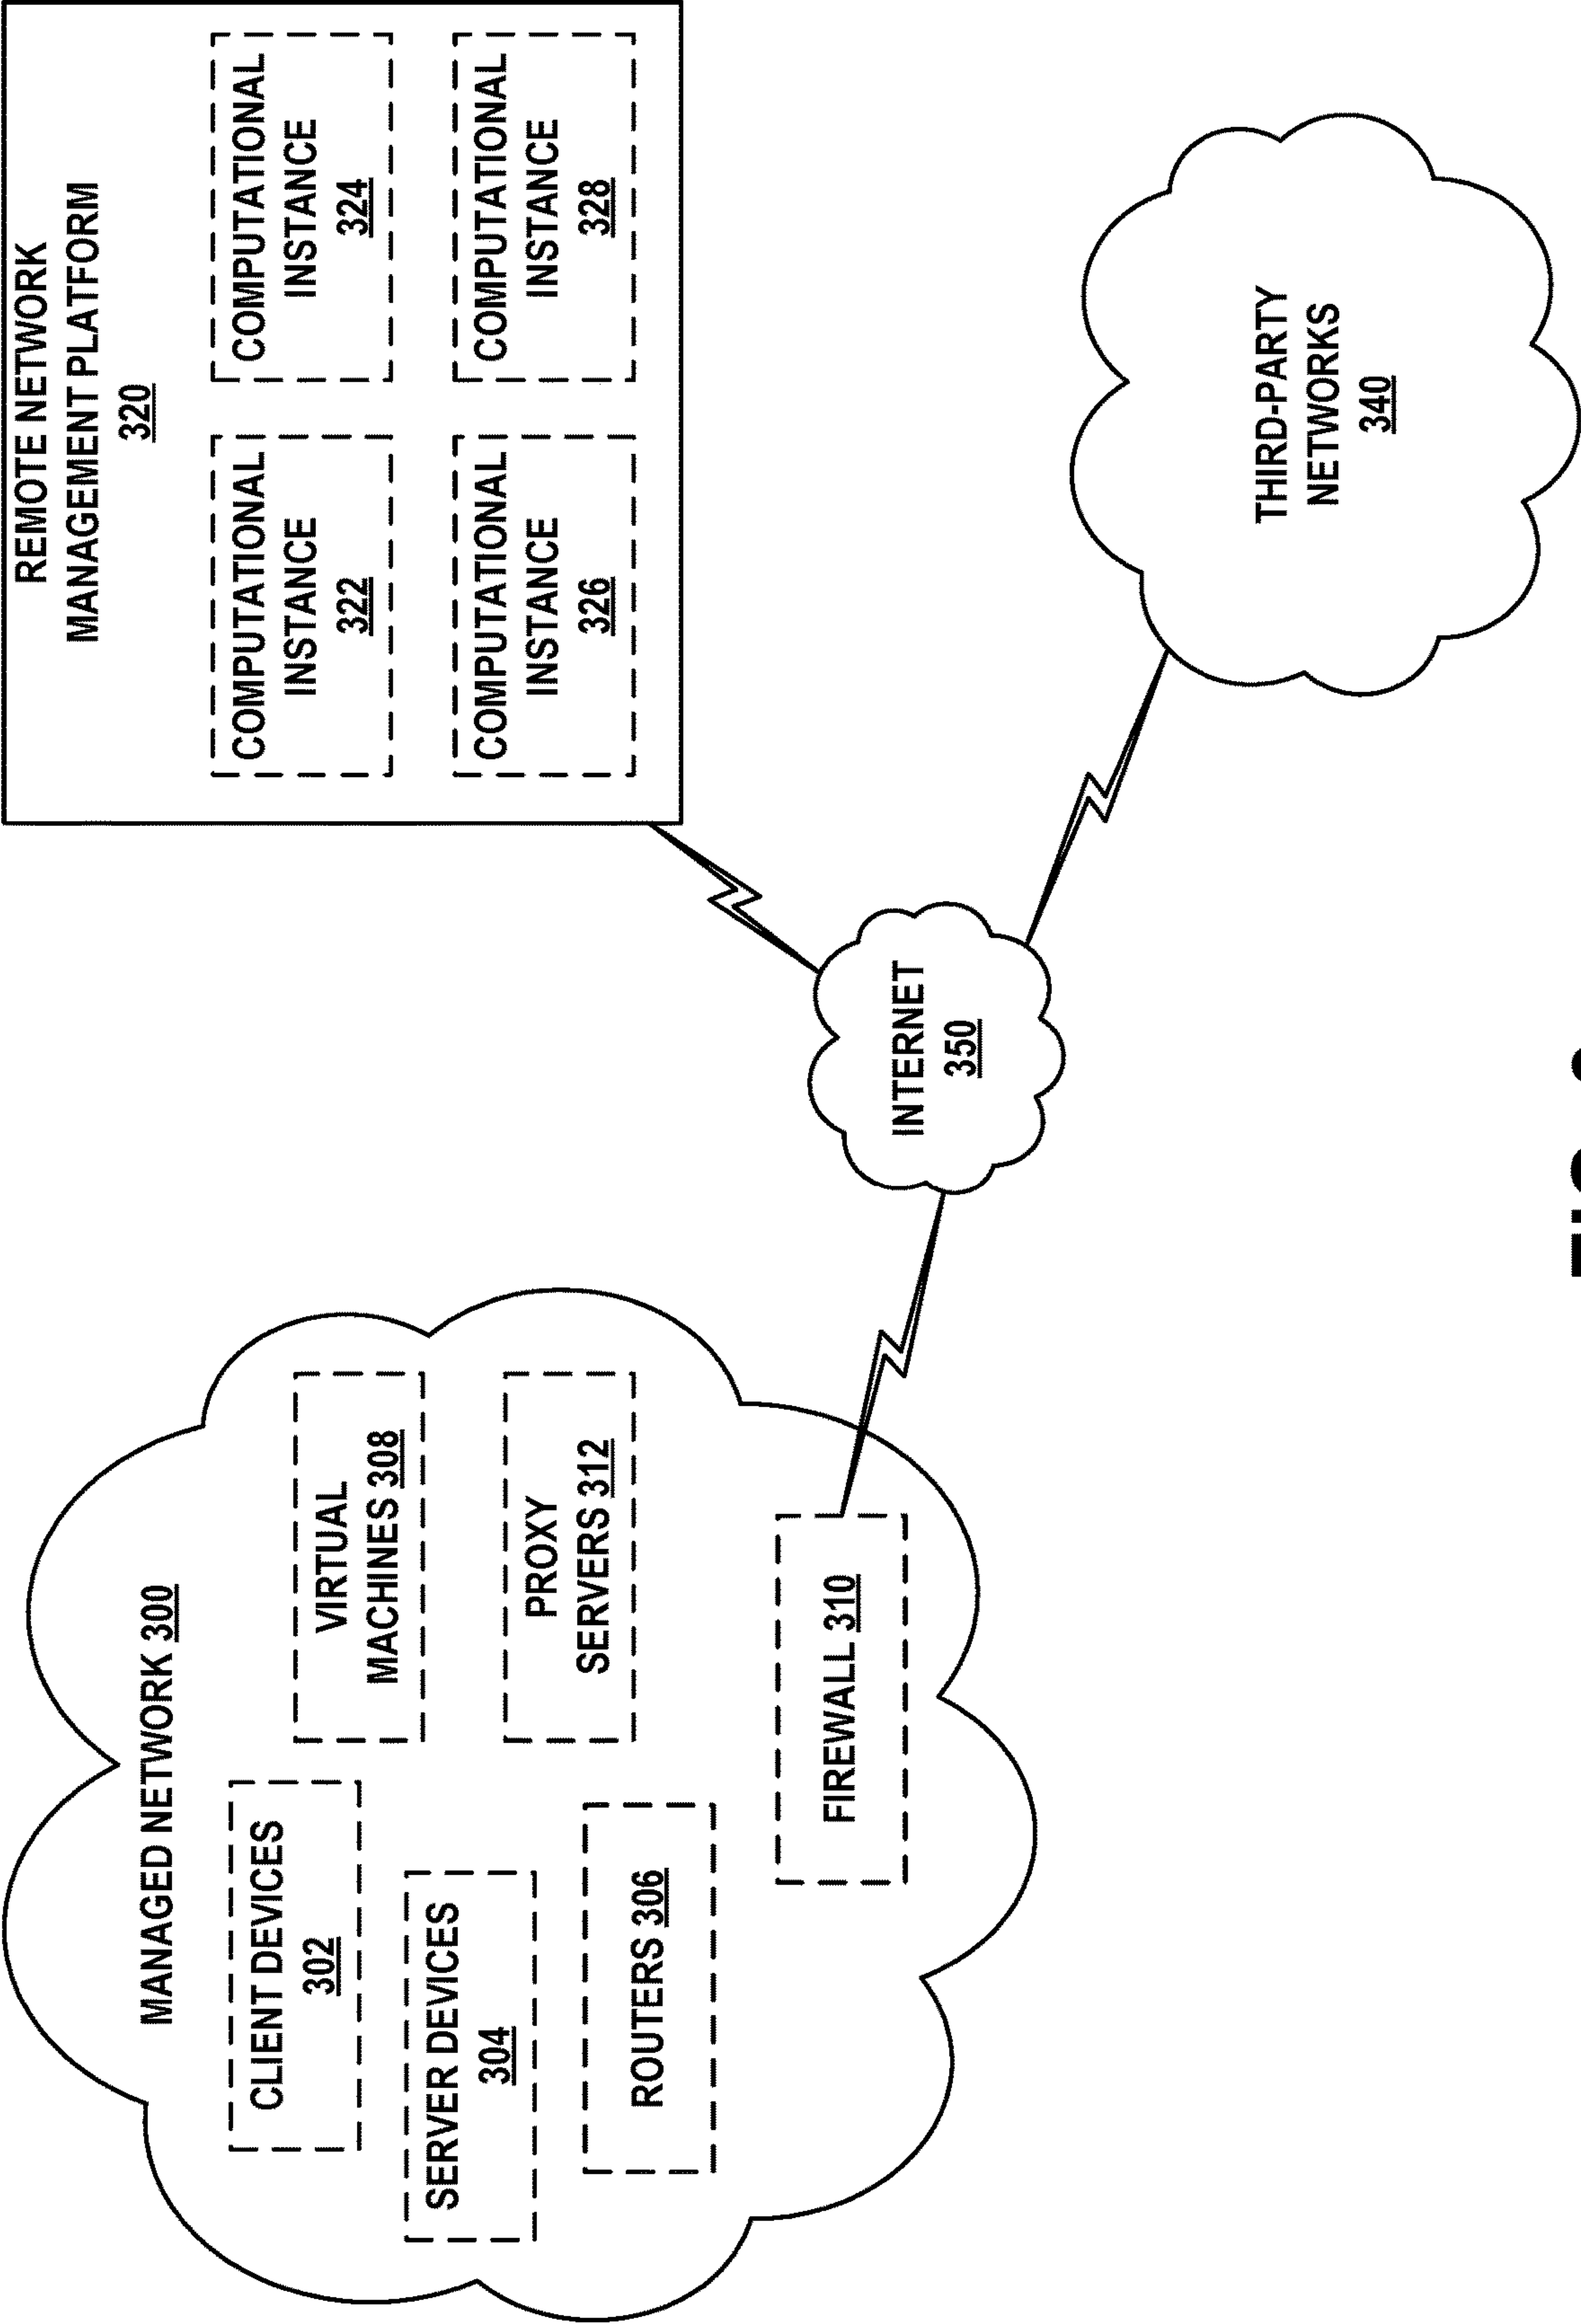 MANAGED NETWORK 300
CLIENT DEVICES
302
SERVER DEVICES
304
ROUTERS 306
VIRTUAL
MACHINES 308
PROXY
SERVERS 312
FIREWALL 310
INTERNET
350
REMOTE NETWORK
MANAGEMENT PLATFORM
320
COMPUTATIONAL
INSTANCE
322
COMPUTATIONAL
INSTANCE
324
COMPUTATIONAL
INSTANCE
326
COMPUTATIONAL
INSTANCE
328
THIRD-PARTY
NETWORKS
340